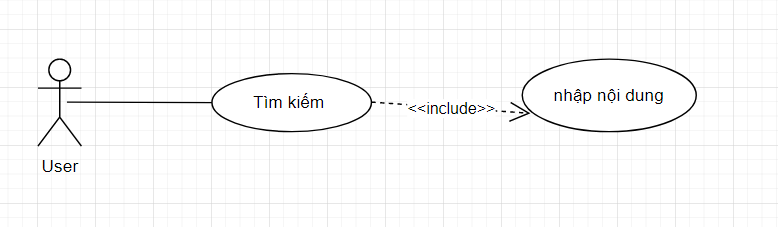 Tìm kiếm
<<include>>
nhập nội dung
User